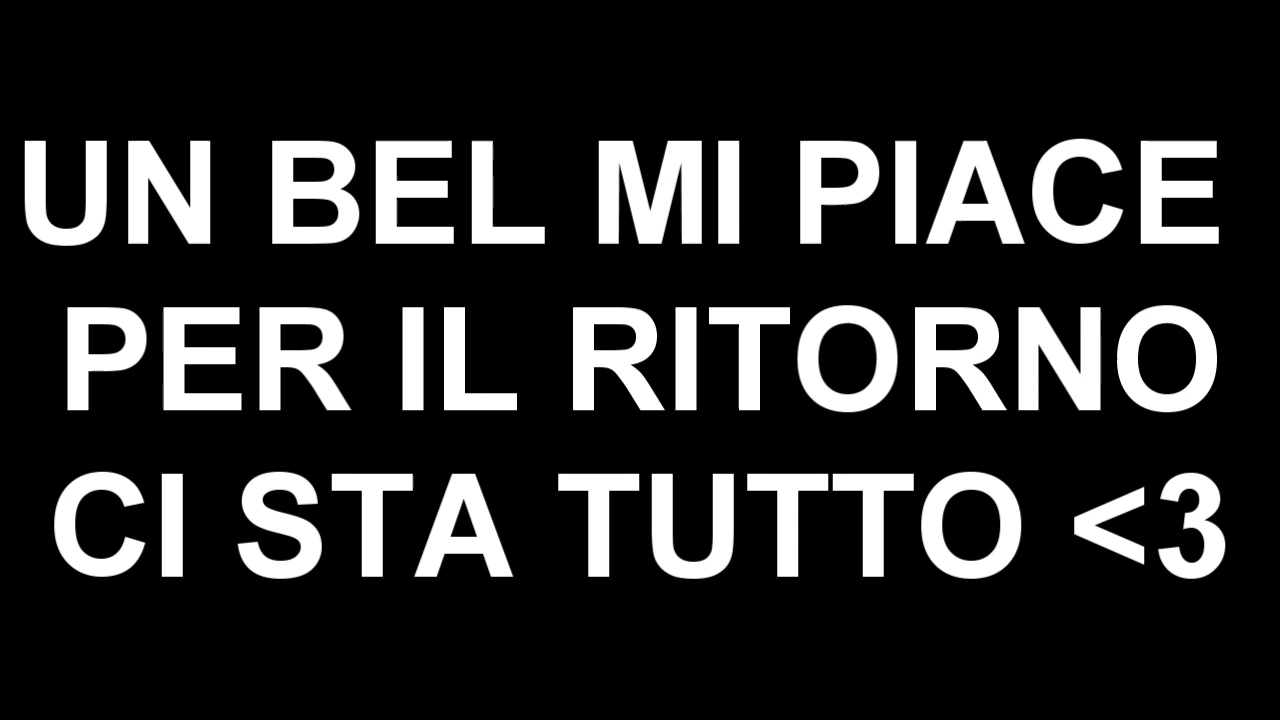 UN BEL MI PIACE
PER IL RITORNO
CI STA TUTTO <3